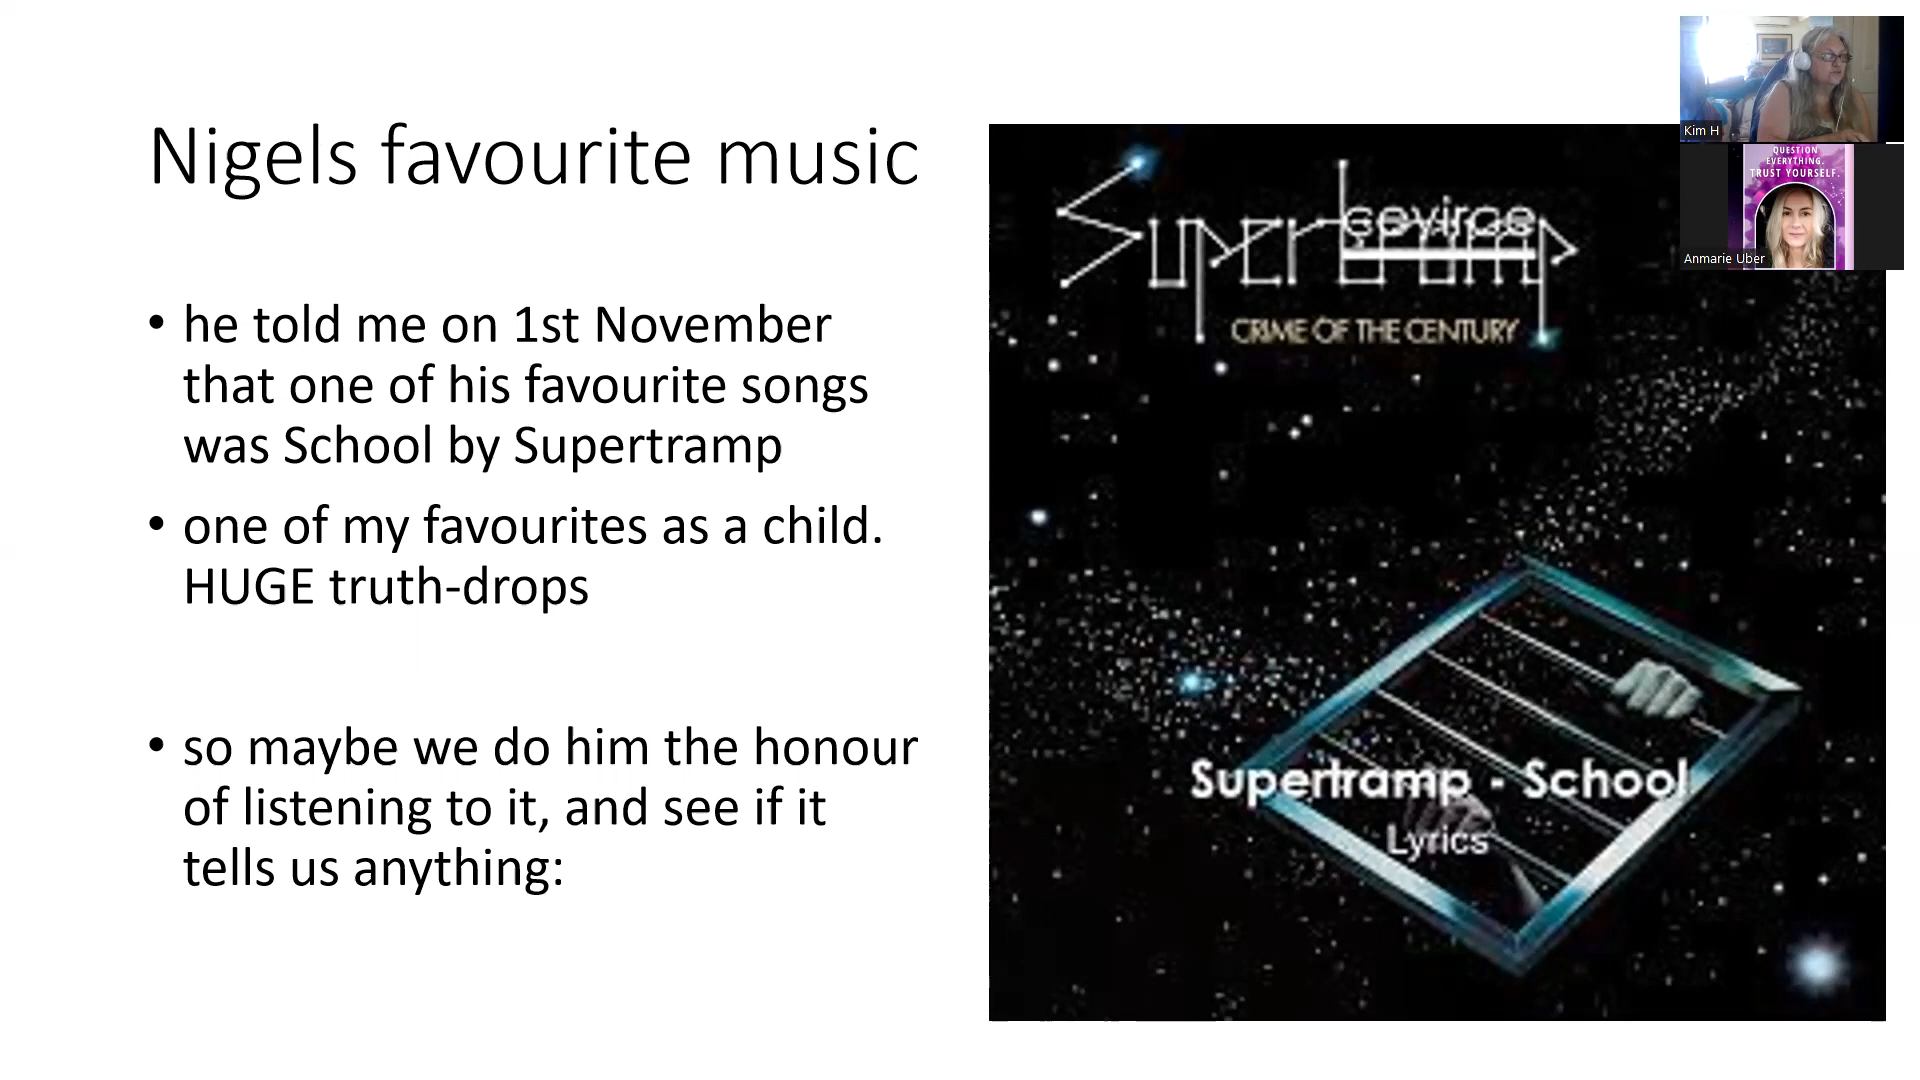 Nigels favourite music
• he told me on 1st November
that one of his favourite songs
was School by Supertramp
• one of my favourites as a child.
HUGE truth-drops
• so maybe we do him the honour
of listening to it, and see if it
tells us anything:
Supertramp
CRIME OF THE CENTURY
Supertramp - School
Lyrics
Kim H
QUESTION
EVERYTHING.
TRUST YOURSELF.
Anmarie Uber